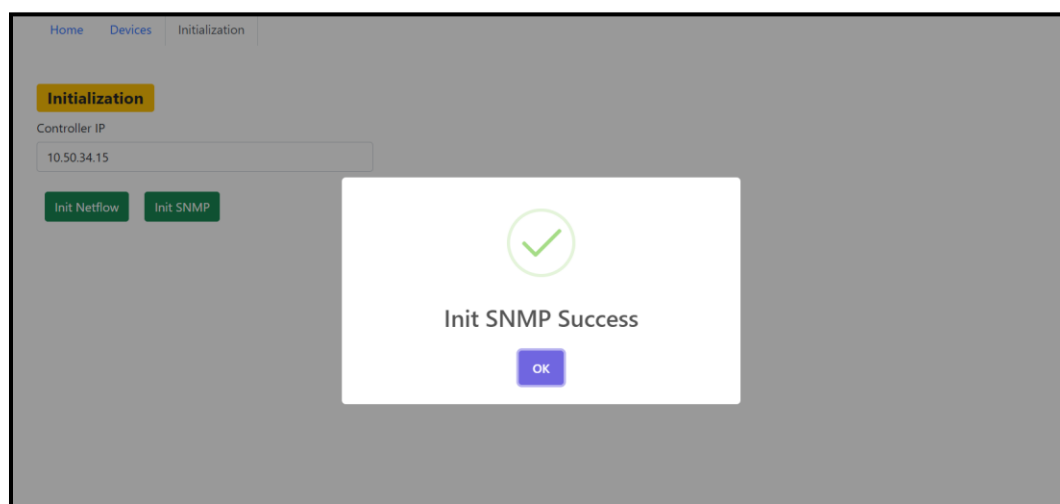 Home Devices Initialization
Initialization
Controller IP
10.50.34.15
Init Netflow Init SNMP
Init SNMP Success
OK